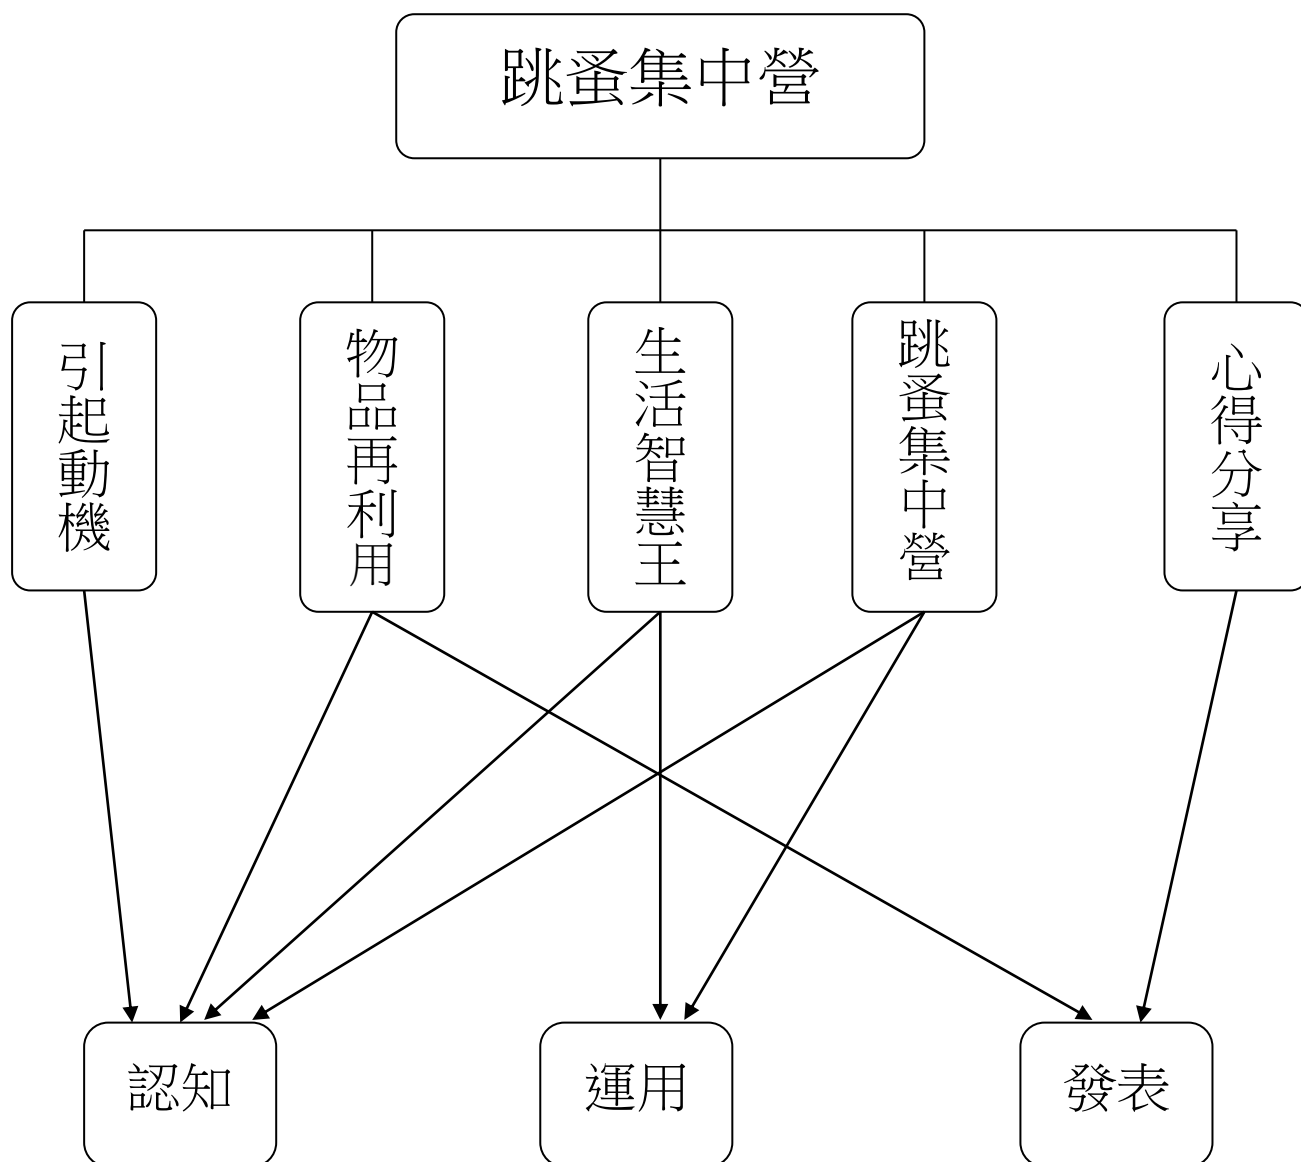 跳蚤集中營
引起動機
物品再利用
生活智慧王
跳蚤集中營
心得分享
認知
運用
發表